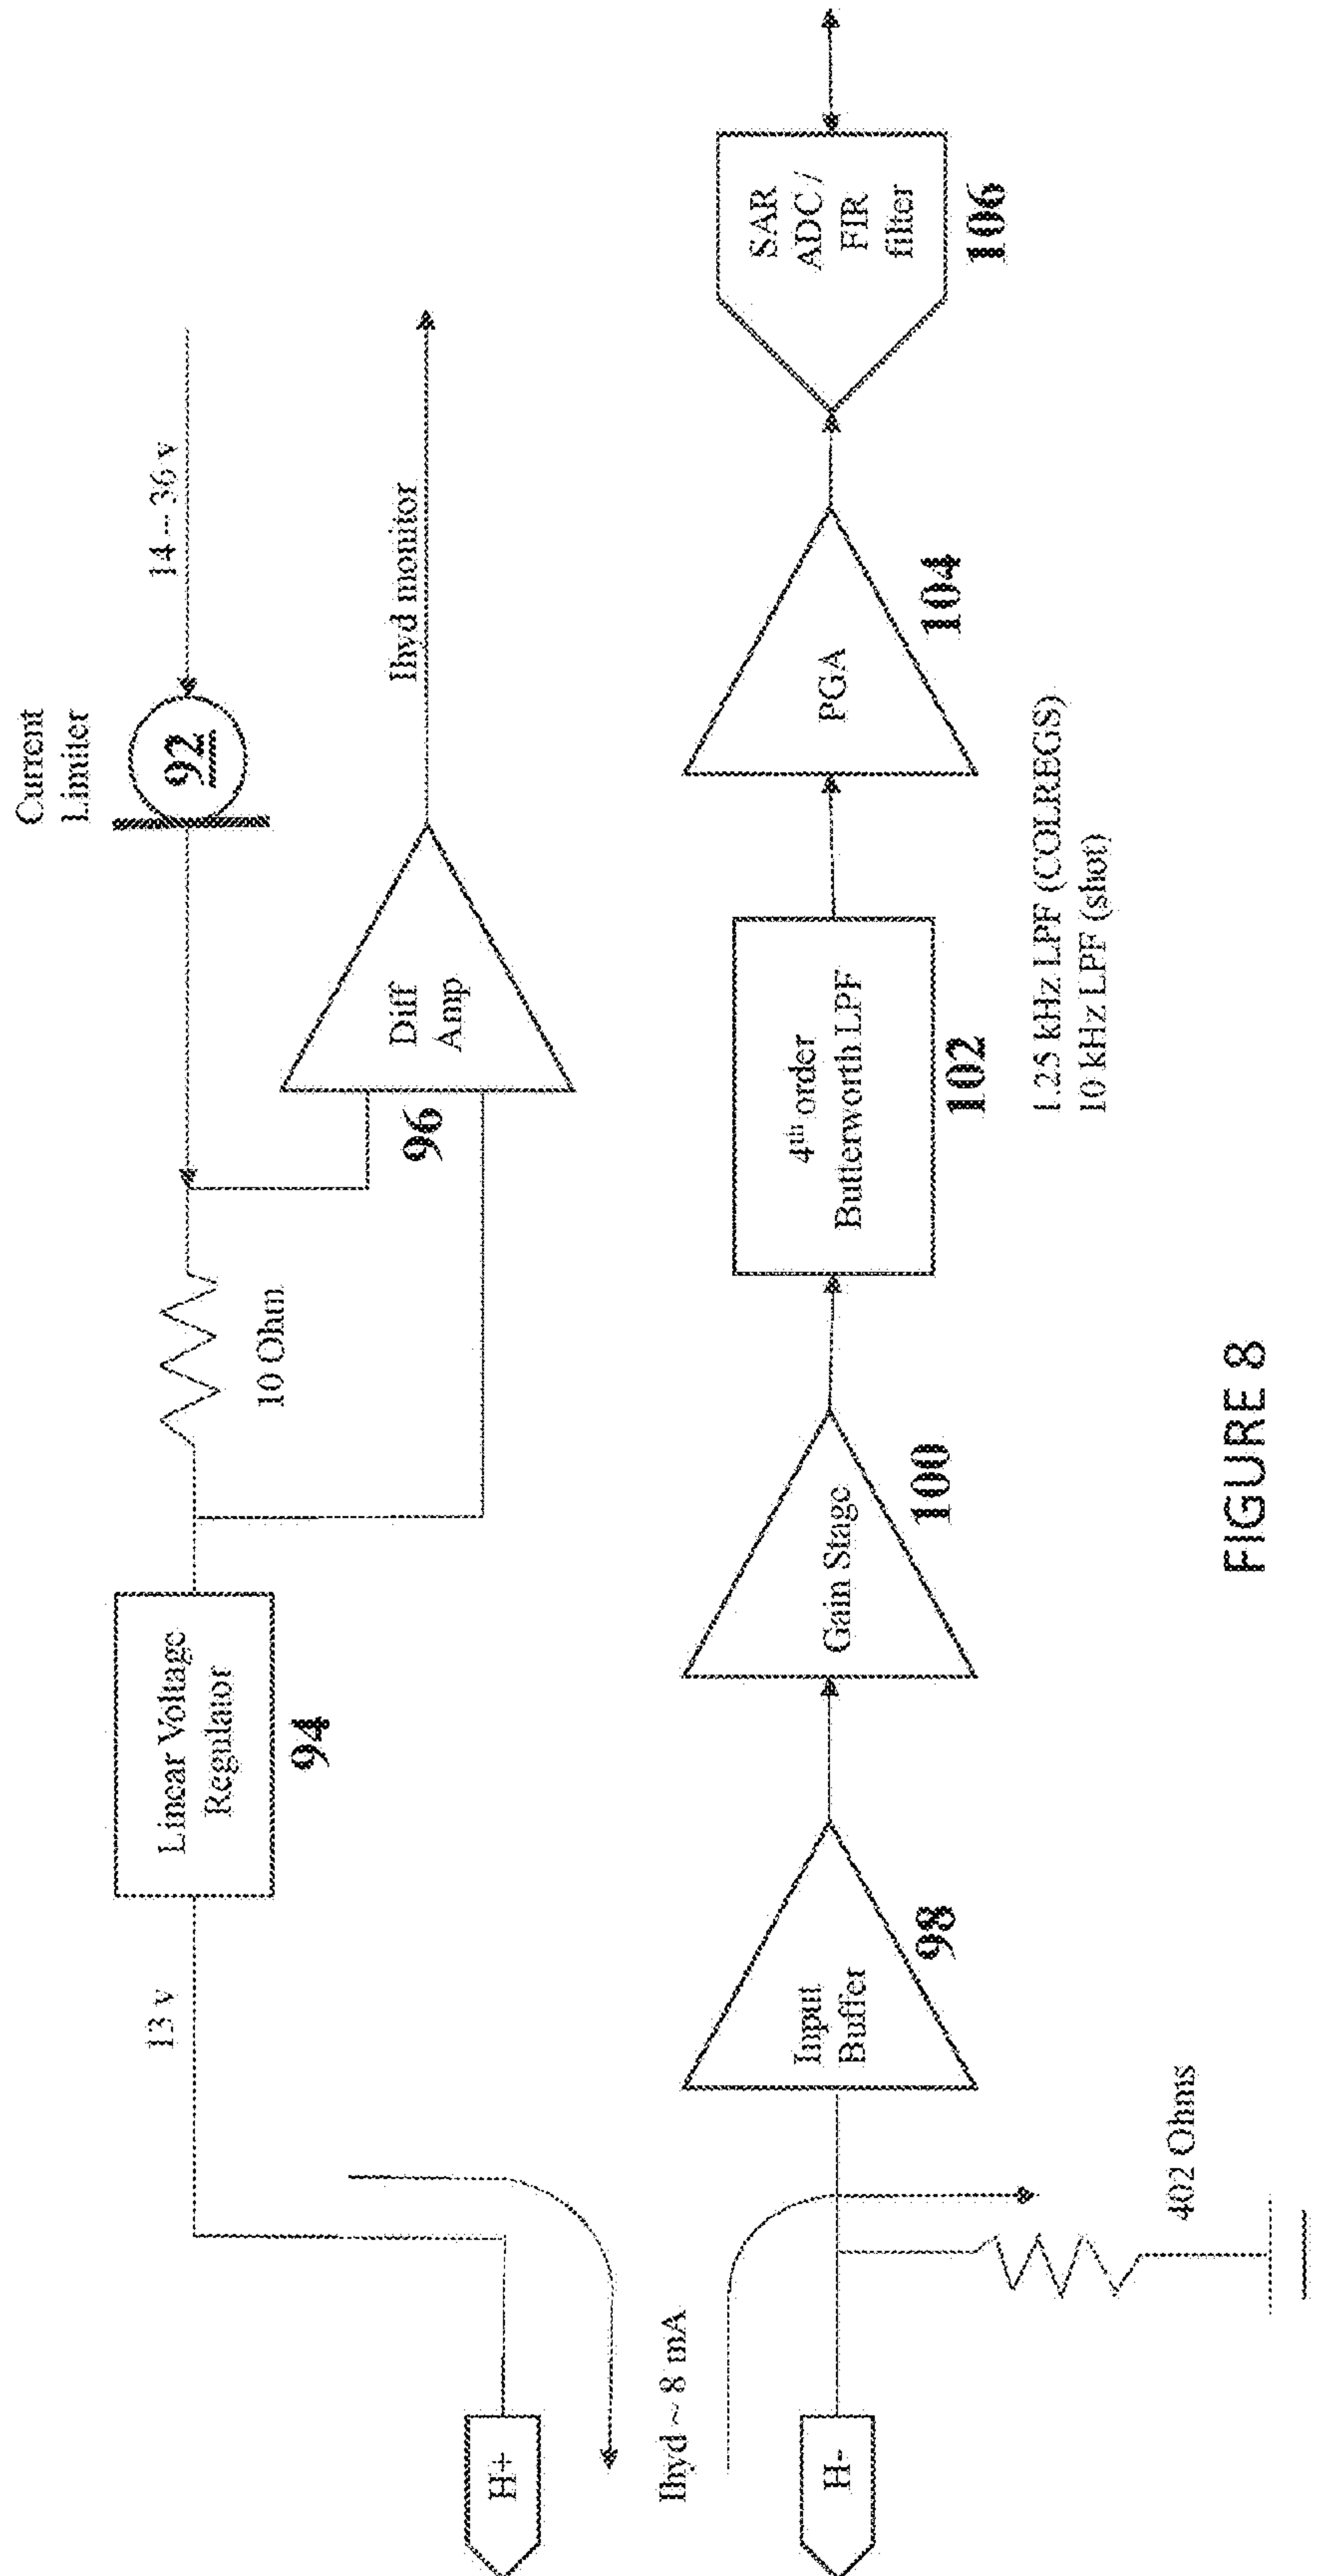 Current
Limiter
92
14 – 36 v
Ihyd monitor
Diff
Amp
96
10 Ohm
Linear Voltage
Regulator
94
13 v
H+
Ihyd ~ 8 mA
H-
402 Ohms
Input
Buffer
98
Gain Stage
100
4th order
Butterworth LPF
102
1.25 kHz LPF (COLREGS)
10 kHz LPF (shot)
PGA
104
SAR
ADC /
FIR
filter
106
FIGURE 8